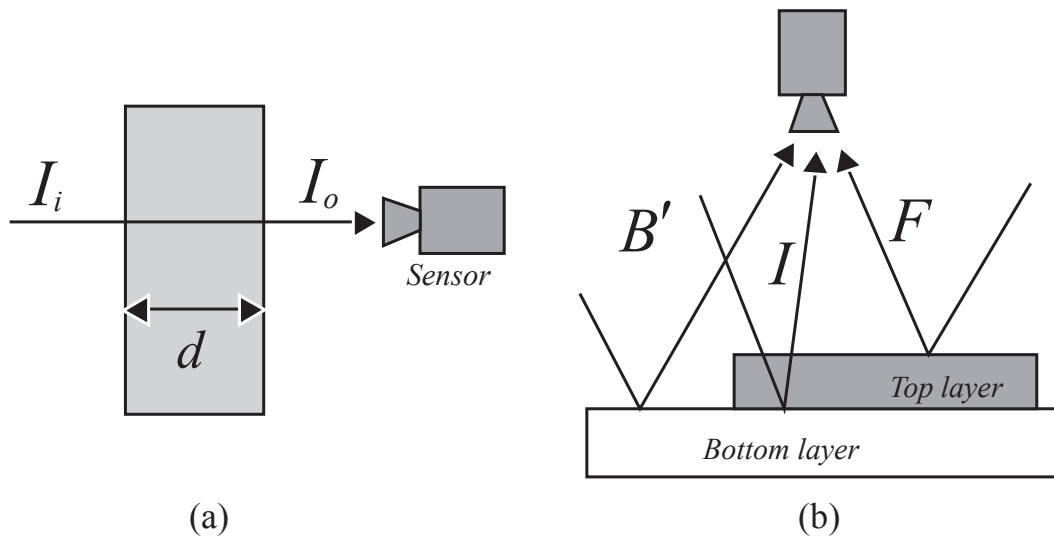 I_i
I_o
Sensor
d
(a)
B′
I
F
Top layer
Bottom layer
(b)